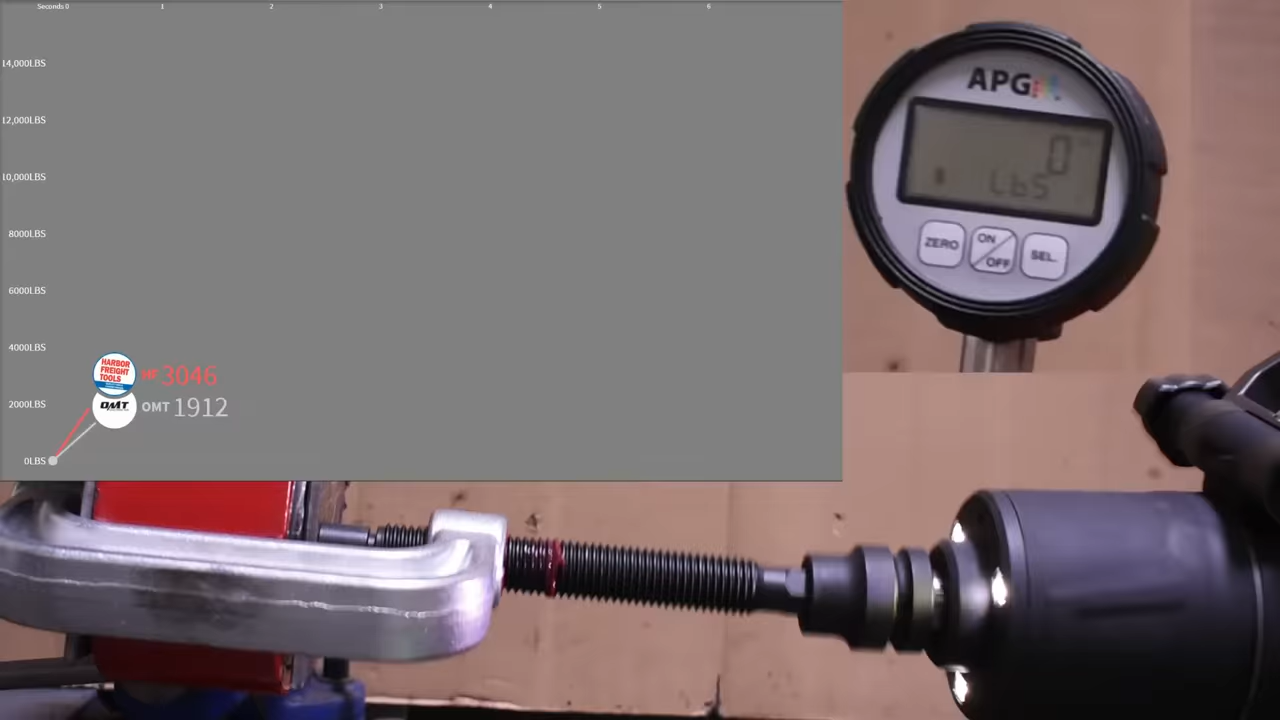 Seconds 0 1 2 3 4 5 6
14,000LBS
12,000LBS
10,000LBS
8000LBS
6000LBS
4000LBS
2000LBS
0LBS
HARBOR
FREIGHT
TOOLS
HF 3046
OMT
OMT 1912
APG
0
LbS
ZERO
ON
OFF
SEL.